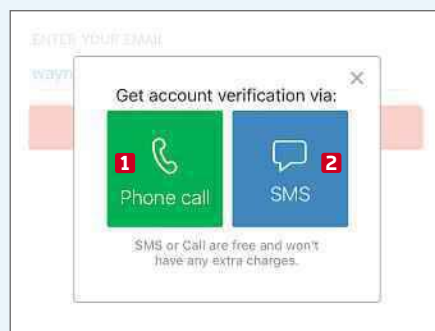 ENTER YOUR EMAIL
wayn
Get account verification via:
1 Phone call
2 SMS
SMS or Call are free and won't
have any extra charges.